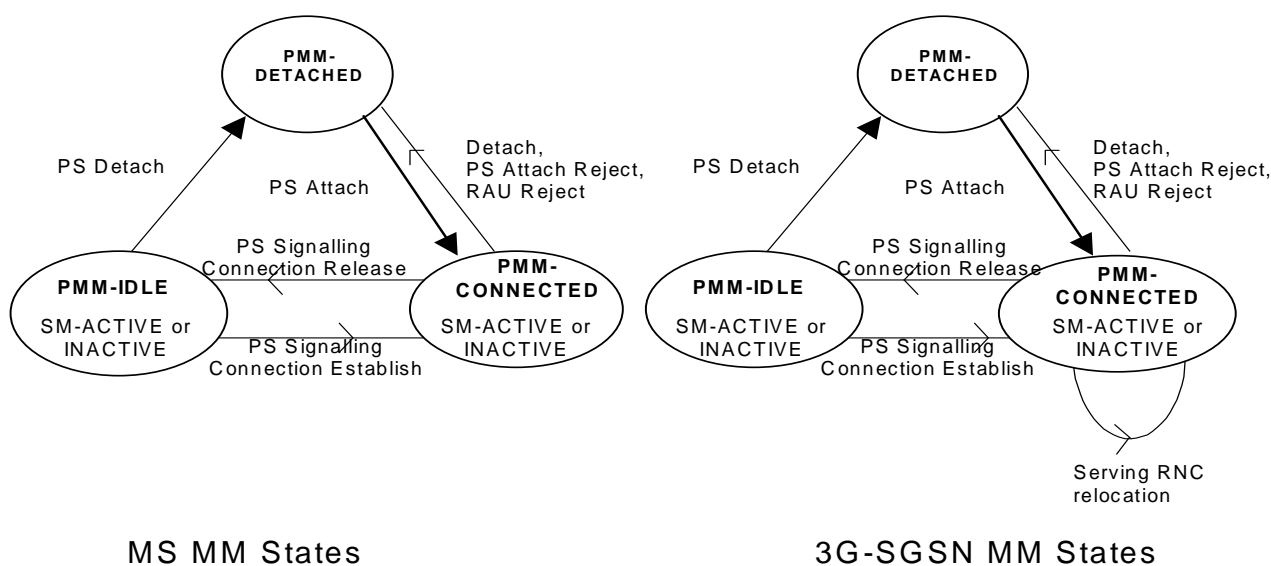 PMM-
DETACHED
PS Detach
PS Attach
Detach,
PS Attach Reject,
RAU Reject
PS Signalling
Connection Release
PMM-IDLE
SM-ACTIVE or
INACTIVE
PMM-
CONNECTED
SM-ACTIVE or
INACTIVE
PS Signalling
Connection Establish
MS MM States
PMM-
DETACHED
PS Detach
PS Attach
Detach,
PS Attach Reject,
RAU Reject
PS Signalling
Connection Release
PMM-IDLE
SM-ACTIVE or
INACTIVE
PMM-
CONNECTED
SM-ACTIVE or
INACTIVE
PS Signalling
Connection Establish
Serving RNC
relocation
3G-SGSN MM States